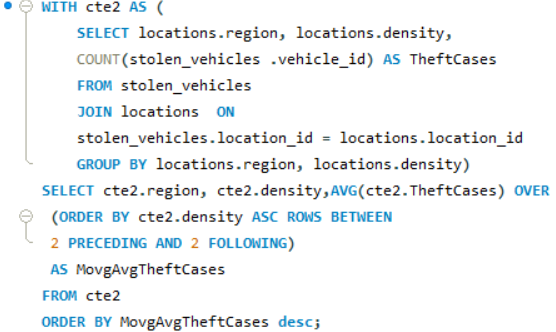 WITH cte2 AS (
SELECT locations.region, locations.density,
COUNT(stolen_vehicles .vehicle_id) AS TheftCases
FROM stolen_vehicles
JOIN locations  ON
stolen_vehicles.location_id = locations.location_id
GROUP BY locations.region, locations.density)
SELECT cte2.region, cte2.density,AVG(cte2.TheftCases) OVER
(ORDER BY cte2.density ASC ROWS BETWEEN
2 PRECEDING AND 2 FOLLOWING)
AS MovgAvgTheftCases
FROM cte2
ORDER BY MovgAvgTheftCases desc;